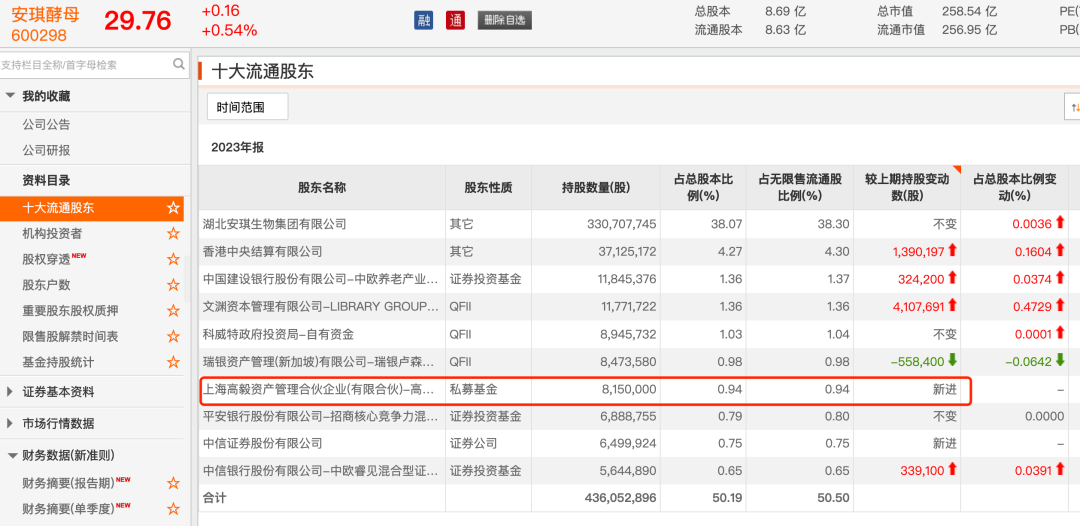 安琪酵母 29.76 +0.16 融 通 删除自选 总股本 8.69 亿 总市值 258.54 亿 PE(
600298 +0.54% 流通股本 8.63 亿 流通市值 256.95 亿 PB(
支持栏目全称/首字母检索
我的收藏
公司公告
公司研报
资料目录
十大流通股东
机构投资者
股权穿透NEW
股东户数
重要股东股权质押
限售股解禁时间表
基金持股统计
证券基本资料
市场行情数据
财务数据(新准则)
财务摘要(报告期)NEW
财务摘要(单季度)NEW
十大流通股东
时间范围
2023年报
股东名称 股东性质 持股数量(股) 占总股本比例(%) 占无限售流通股比例(%) 较上期持股变动数(股) 占总股本比例变动(%)
湖北安琪生物集团有限公司 其它 330,707,745 38.07 38.30 不变 0.0036
香港中央结算有限公司 其它 37,125,172 4.27 4.30 1,390,197 0.1604
中国建设银行股份有限公司-中欧养老产业... 证券投资基金 11,845,376 1.36 1.37 324,200 0.0374
文渊资本管理有限公司-LIBRARY GROUP... QFII 11,771,722 1.36 1.36 4,107,691 0.4729
科威特政府投资局-自有资金 QFII 8,945,732 1.03 1.04 不变 0.0001
瑞银资产管理(新加坡)有限公司-瑞银卢森... QFII 8,473,580 0.98 0.98 -558,400 -0.0642
上海高毅资产管理合伙企业(有限合伙)-高... 私募基金 8,150,000 0.94 0.94 新进 -
平安银行股份有限公司-招商核心竞争力混... 证券投资基金 6,888,755 0.79 0.80 不变 0.0000
中信证券股份有限公司 证券公司 6,499,924 0.75 0.75 新进 -
中信银行股份有限公司-中欧睿见混合型证... 证券投资基金 5,644,890 0.65 0.65 339,100 0.0391
合计 436,052,896 50.19 50.50